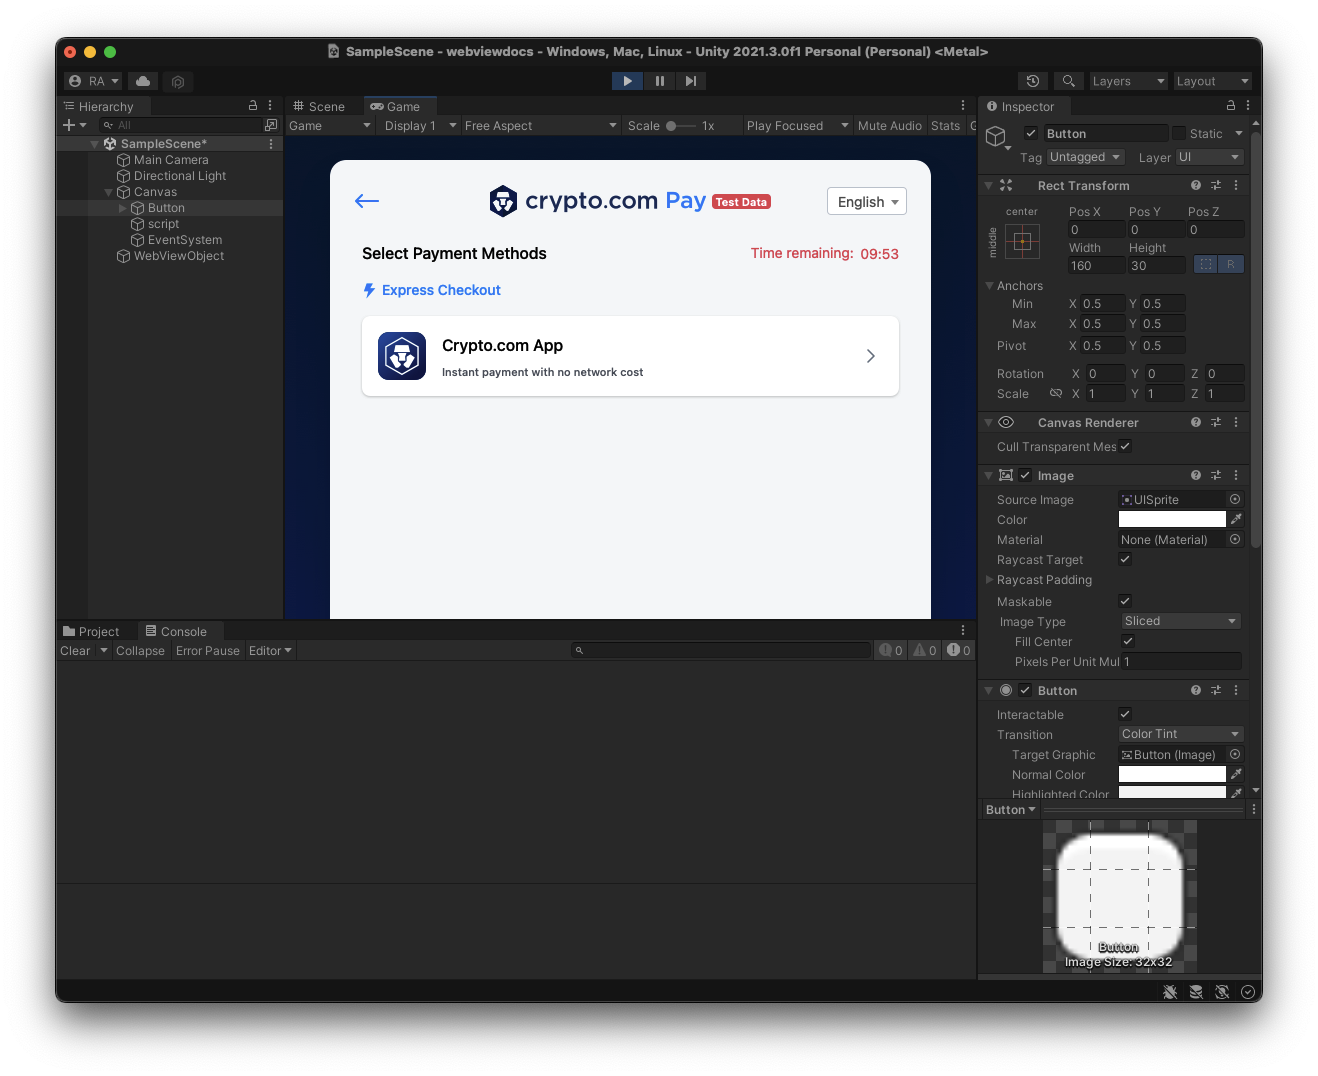 SampleScene - webviewdocs - Windows, Mac, Linux - Unity 2021.3.0f1 Personal (Personal) <Metal>
RA
Layers
Layout
Hierarchy
All
SampleScene*
Main Camera
Directional Light
Canvas
Button
script
EventSystem
WebViewObject
Scene
Game
Game
Display 1
Free Aspect
Scale
1x
Play Focused
Mute Audio
Stats
crypto.com Pay
Test Data
English
Select Payment Methods
Time remaining: 09:53
Express Checkout
Crypto.com App
Instant payment with no network cost
Project
Console
Clear
Collapse
Error Pause
Editor
0
0
0
Inspector
Button
Static
Tag
Untagged
Layer
UI
Rect Transform
center
middle
Pos X
Pos Y
Pos Z
0
0
0
Width
Height
160
30
R
Anchors
Min X 0.5 Y 0.5
Max X 0.5 Y 0.5
Pivot X 0.5 Y 0.5
Rotation X 0 Y 0 Z 0
Scale X 1 Y 1 Z 1
Canvas Renderer
Cull Transparent Mes
Image
Source Image UISprite
Color
Material None (Material)
Raycast Target
Raycast Padding
Maskable
Image Type Sliced
Fill Center
Pixels Per Unit Mul 1
Button
Interactable
Transition Color Tint
Target Graphic Button (Image)
Normal Color
Highlighted Color
Button
Button
Image Size: 32x32